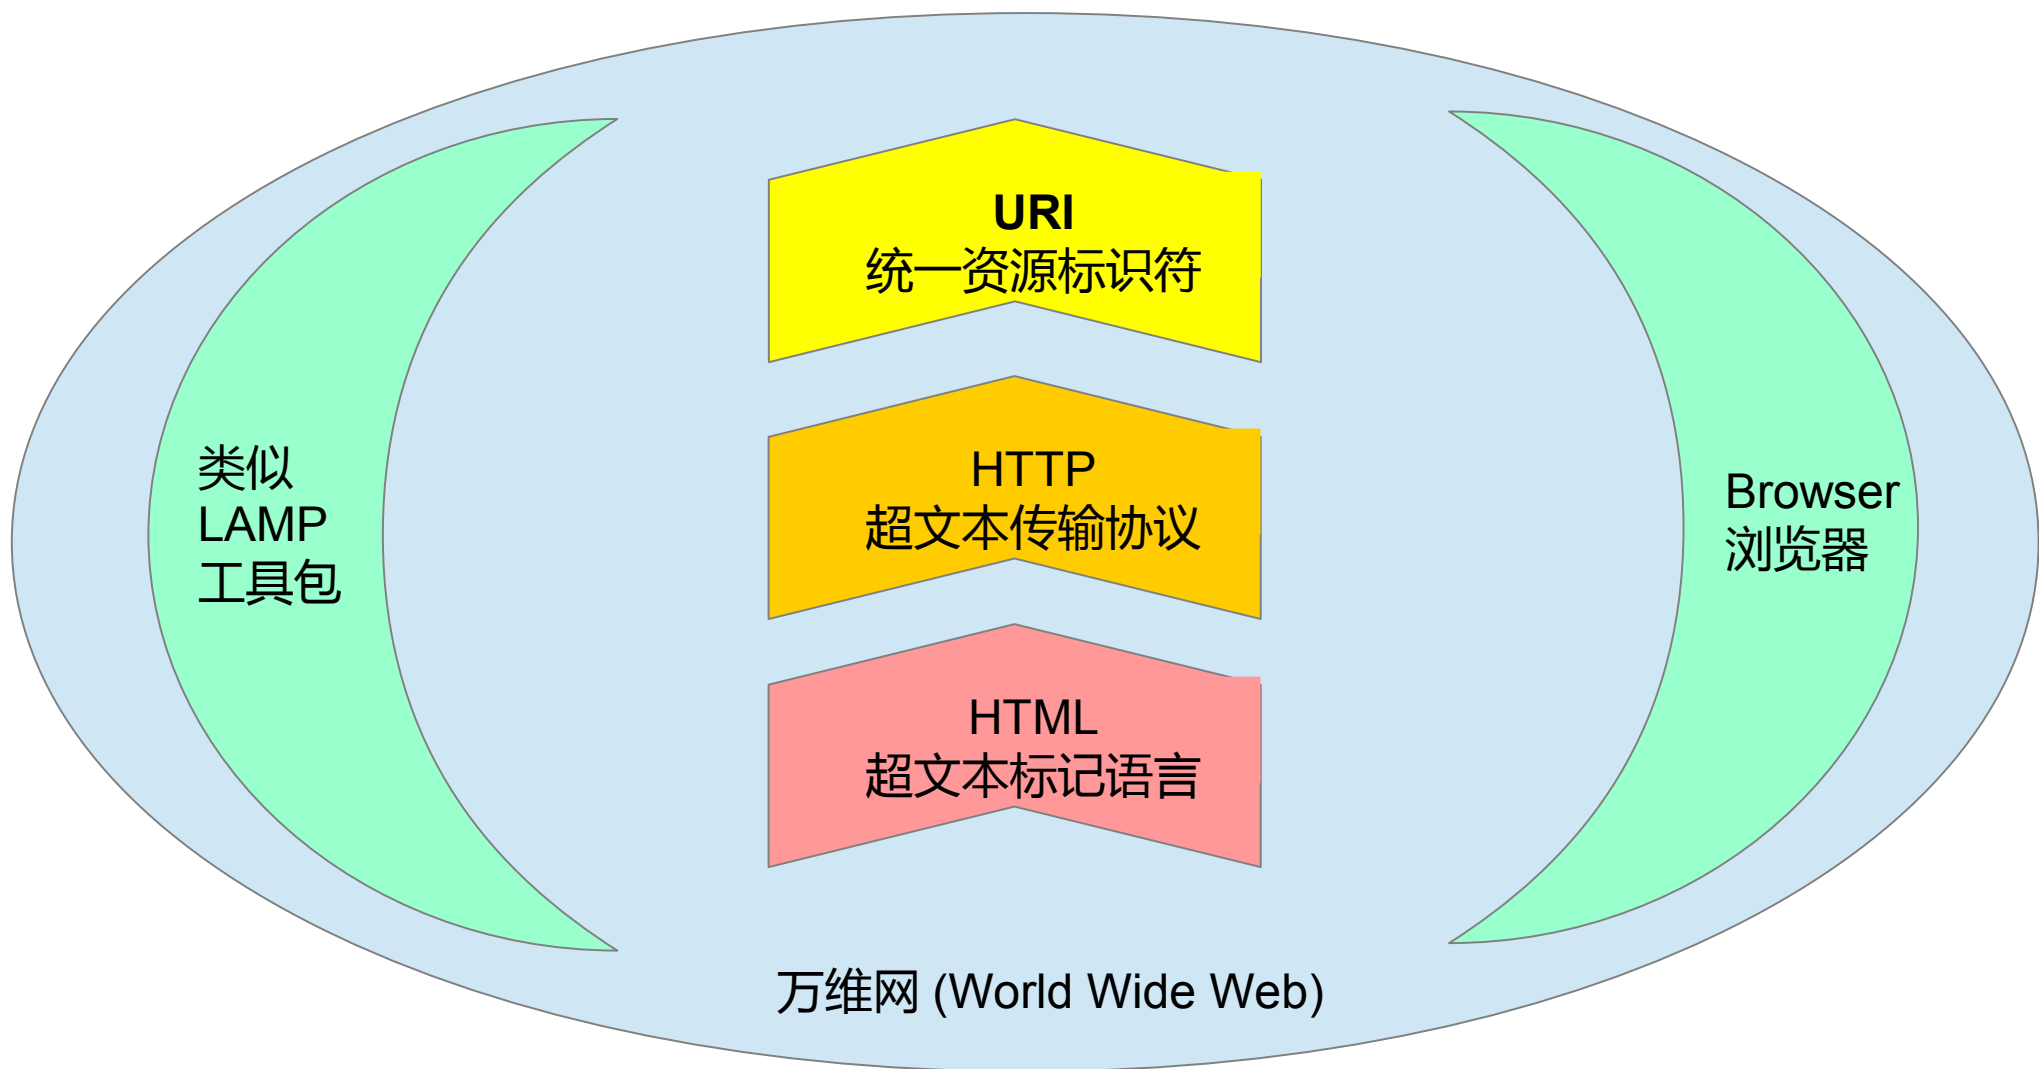 URI
统一资源标识符
HTTP
超文本传输协议
HTML
超文本标记语言
类似
LAMP
工具包
Browser
浏览器
万维网 (World Wide Web)